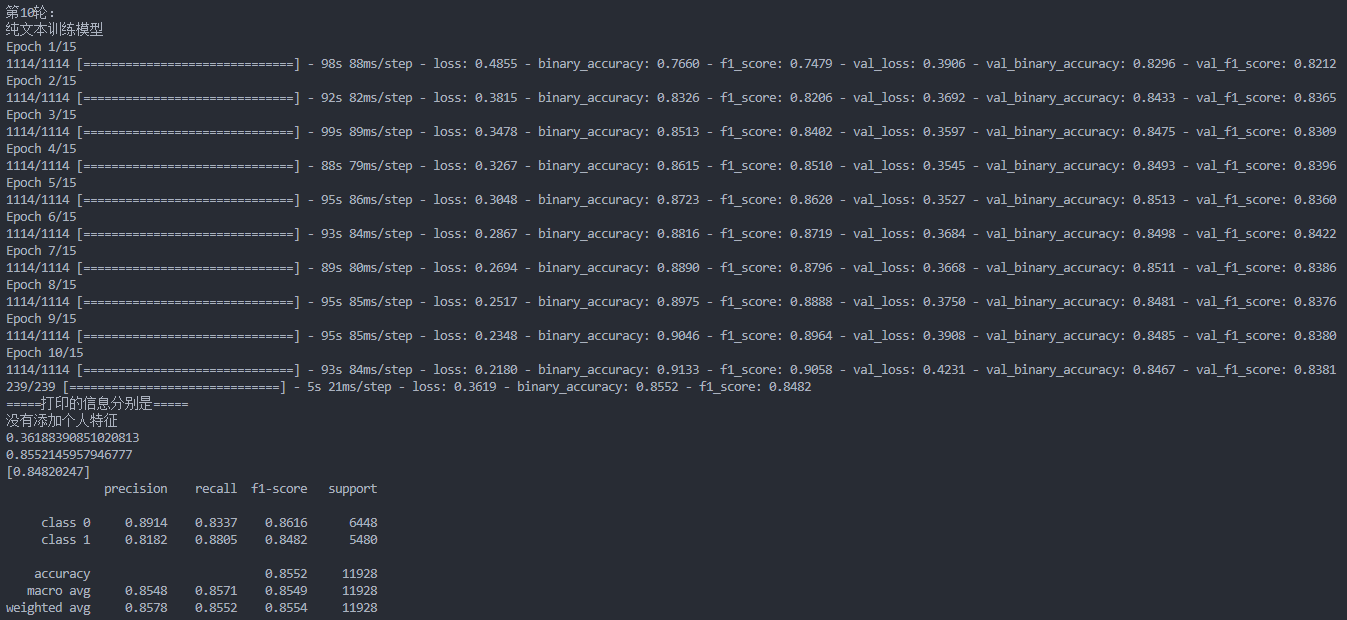 第10轮:
纯文本训练模型
Epoch 1/15
1114/1114 [==============================] - 98s 88ms/step - loss: 0.4855 - binary_accuracy: 0.7660 - f1_score: 0.7479 - val_loss: 0.3906 - val_binary_accuracy: 0.8296 - val_f1_score: 0.8212
Epoch 2/15
1114/1114 [==============================] - 92s 82ms/step - loss: 0.3815 - binary_accuracy: 0.8326 - f1_score: 0.8206 - val_loss: 0.3692 - val_binary_accuracy: 0.8433 - val_f1_score: 0.8365
Epoch 3/15
1114/1114 [==============================] - 99s 89ms/step - loss: 0.3478 - binary_accuracy: 0.8513 - f1_score: 0.8402 - val_loss: 0.3597 - val_binary_accuracy: 0.8475 - val_f1_score: 0.8309
Epoch 4/15
1114/1114 [==============================] - 88s 79ms/step - loss: 0.3267 - binary_accuracy: 0.8615 - f1_score: 0.8510 - val_loss: 0.3545 - val_binary_accuracy: 0.8493 - val_f1_score: 0.8396
Epoch 5/15
1114/1114 [==============================] - 95s 86ms/step - loss: 0.3048 - binary_accuracy: 0.8723 - f1_score: 0.8620 - val_loss: 0.3527 - val_binary_accuracy: 0.8513 - val_f1_score: 0.8360
Epoch 6/15
1114/1114 [==============================] - 93s 84ms/step - loss: 0.2867 - binary_accuracy: 0.8816 - f1_score: 0.8719 - val_loss: 0.3684 - val_binary_accuracy: 0.8498 - val_f1_score: 0.8422
Epoch 7/15
1114/1114 [==============================] - 89s 80ms/step - loss: 0.2694 - binary_accuracy: 0.8890 - f1_score: 0.8796 - val_loss: 0.3668 - val_binary_accuracy: 0.8511 - val_f1_score: 0.8386
Epoch 8/15
1114/1114 [==============================] - 95s 85ms/step - loss: 0.2517 - binary_accuracy: 0.8975 - f1_score: 0.8888 - val_loss: 0.3750 - val_binary_accuracy: 0.8481 - val_f1_score: 0.8376
Epoch 9/15
1114/1114 [==============================] - 95s 85ms/step - loss: 0.2348 - binary_accuracy: 0.9046 - f1_score: 0.8964 - val_loss: 0.3908 - val_binary_accuracy: 0.8485 - val_f1_score: 0.8380
Epoch 10/15
1114/1114 [==============================] - 93s 84ms/step - loss: 0.2180 - binary_accuracy: 0.9133 - f1_score: 0.9058 - val_loss: 0.4231 - val_binary_accuracy: 0.8467 - val_f1_score: 0.8381
239/239 [==============================] - 5s 21ms/step - loss: 0.3619 - binary_accuracy: 0.8552 - f1_score: 0.8482
=====打印的信息分别是=====
没有添加个人特征
0.36188390851020813
0.8552145957946777
[0.84820247]
precision recall f1-score support
class 0 0.8914 0.8337 0.8616 6448
class 1 0.8182 0.8805 0.8482 5480
accuracy 0.8552 11928
macro avg 0.8548 0.8571 0.8549 11928
weighted avg 0.8578 0.8552 0.8554 11928